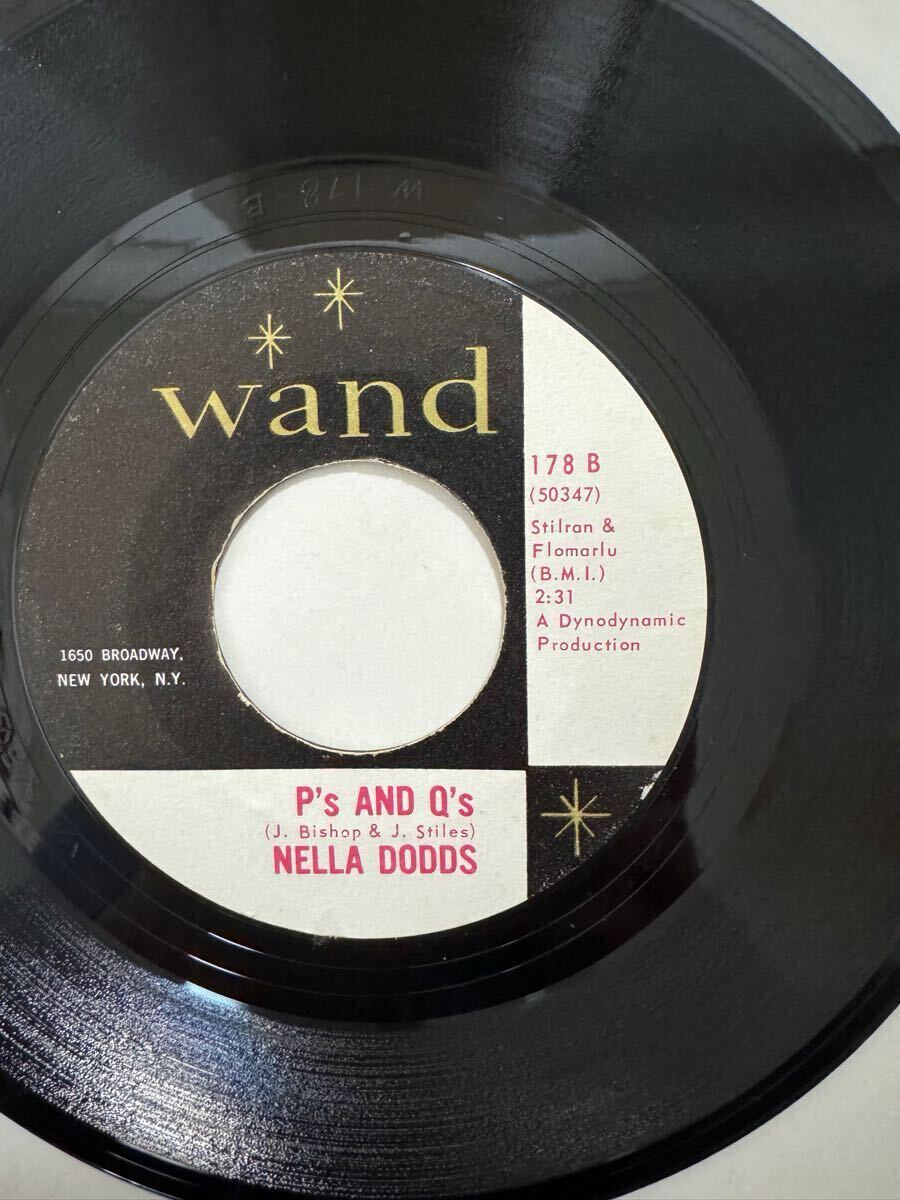 W-178-B
wand
178 B
(50347)
Stilran &
Flomarlu
(B.M.I.)
2:31
A Dynodynamic
Production
1650 BROADWAY,
NEW YORK, N.Y.
P's AND Q's
(J. Bishop & J. Stiles)
NELLA DODDS